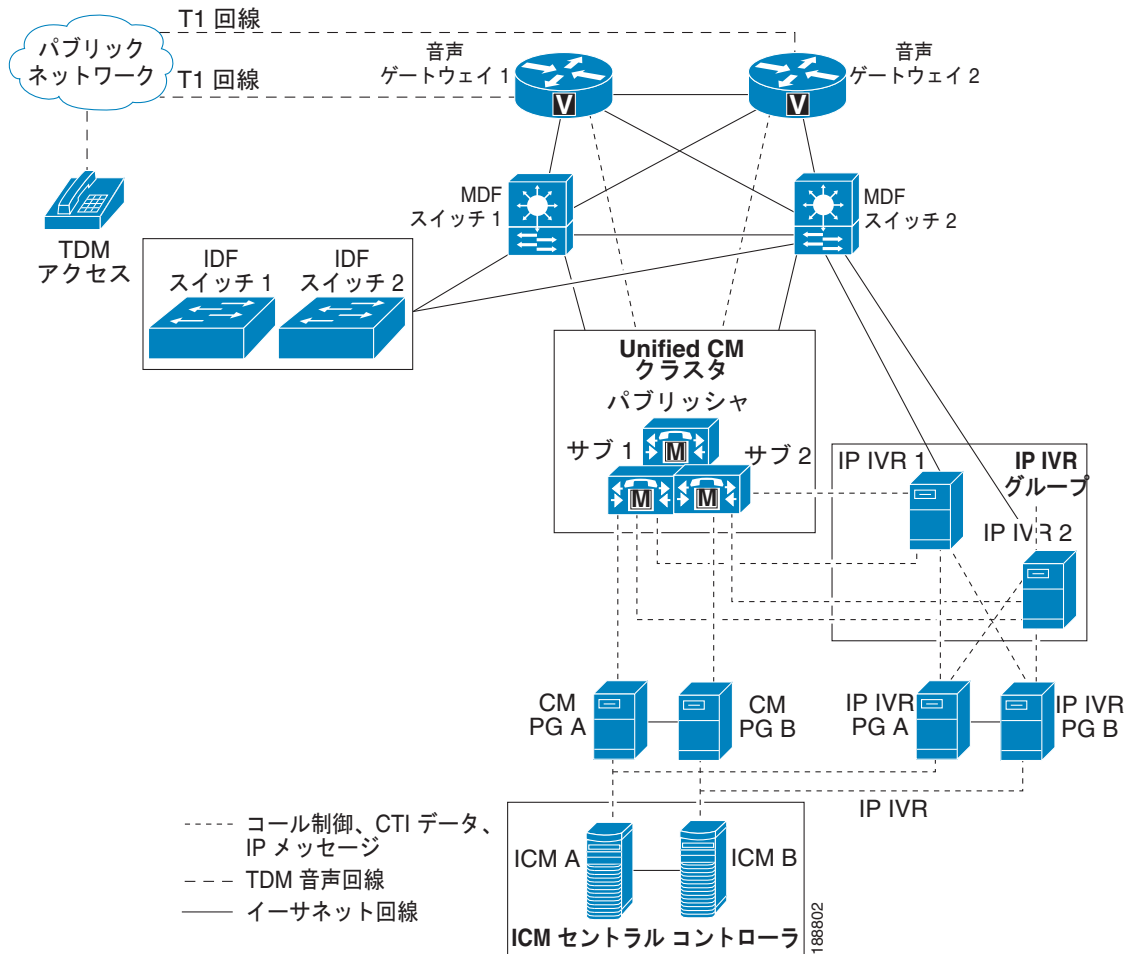 T1 回線
パブリック
ネットワーク
T1 回線
音声
ゲートウェイ 1
音声
ゲートウェイ 2
V
V
TDM
アクセス
MDF
スイッチ 1
MDF
スイッチ 2
IDF
スイッチ 1
IDF
スイッチ 2
Unified CM
クラスタ
パブリッシャ
サブ 1
サブ 2
M
M
M
IP IVR 1
IP IVR
グループ
IP IVR 2
CM
PG A
CM
PG B
IP IVR
PG A
IP IVR
PG B
IP IVR
コール制御、CTI データ、
IP メッセージ
TDM 音声回線
イーサネット回線
ICM A
ICM B
ICM セントラル コントローラ
188802